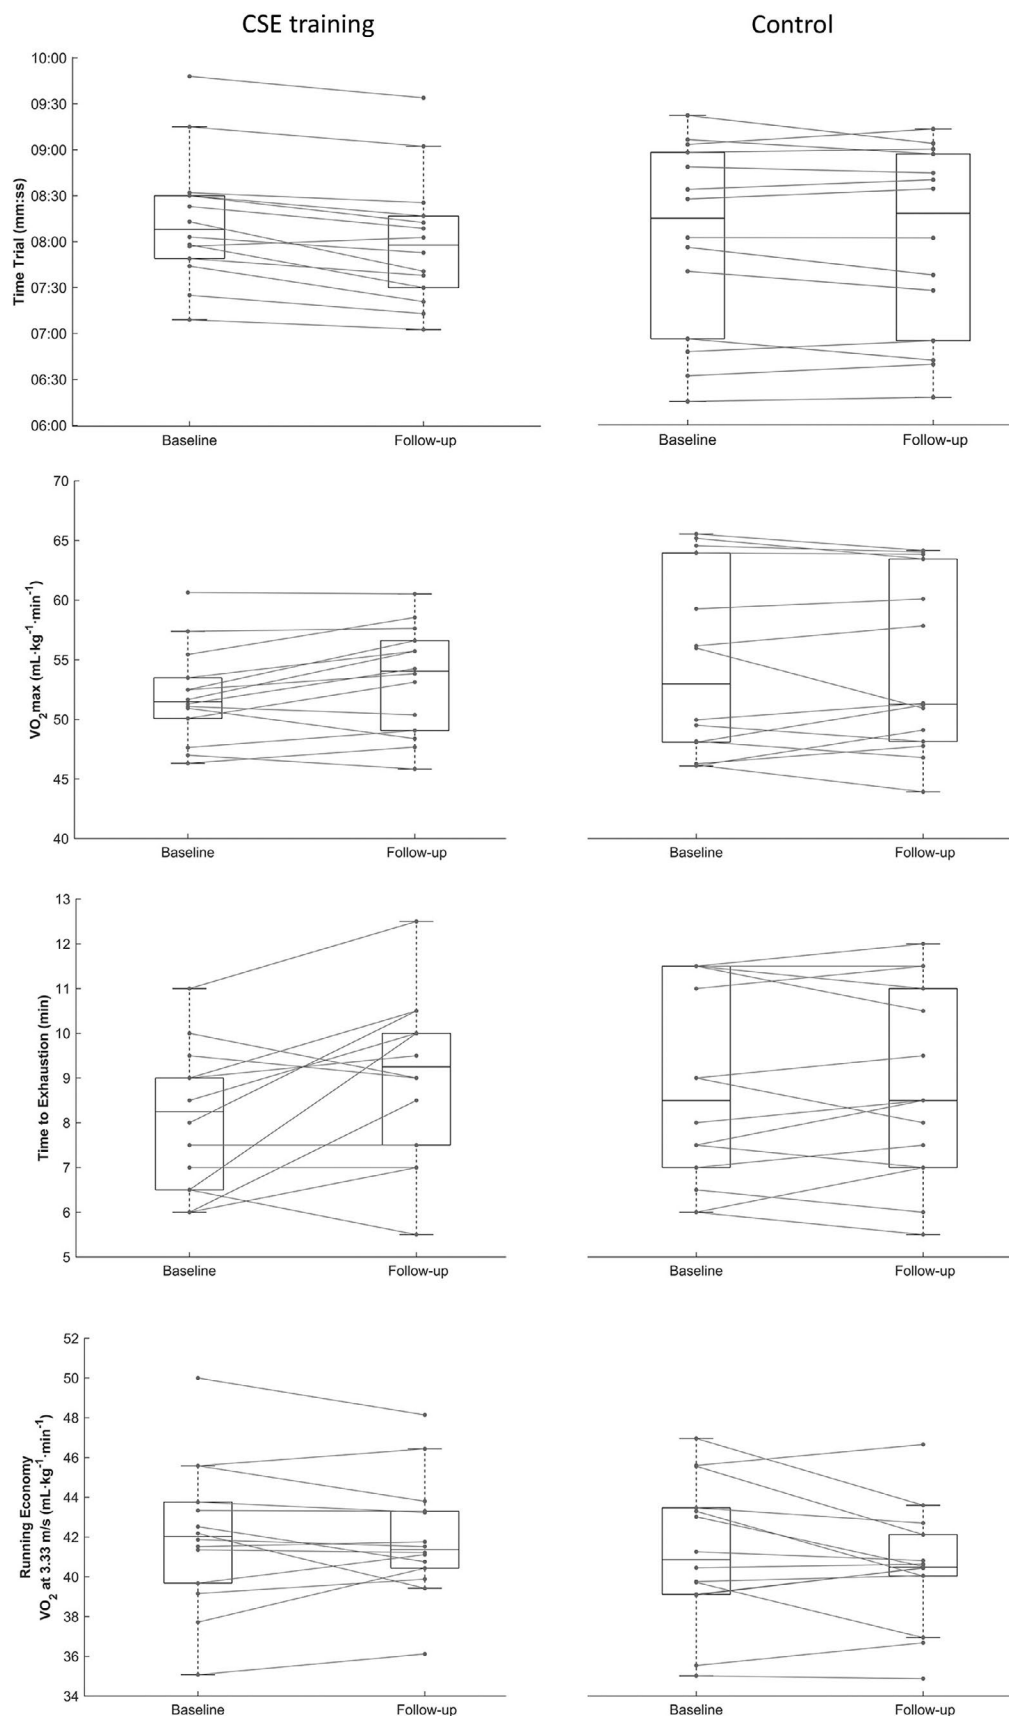 CSE training
Control
Time Trial (mm:ss)
10:00
09:30
09:00
08:30
08:00
07:30
07:00
06:30
06:00
Baseline
Follow-up
Baseline
Follow-up
VO2max (mL·kg-1·min-1)
70
65
60
55
50
45
40
Baseline
Follow-up
Baseline
Follow-up
Time to Exhaustion (min)
13
12
11
10
9
8
7
6
5
Baseline
Follow-up
Baseline
Follow-up
Running Economy
VO2 at 3.33 m/s (mL·kg-1·min-1)
52
50
48
46
44
42
40
38
36
34
Baseline
Follow-up
Baseline
Follow-up